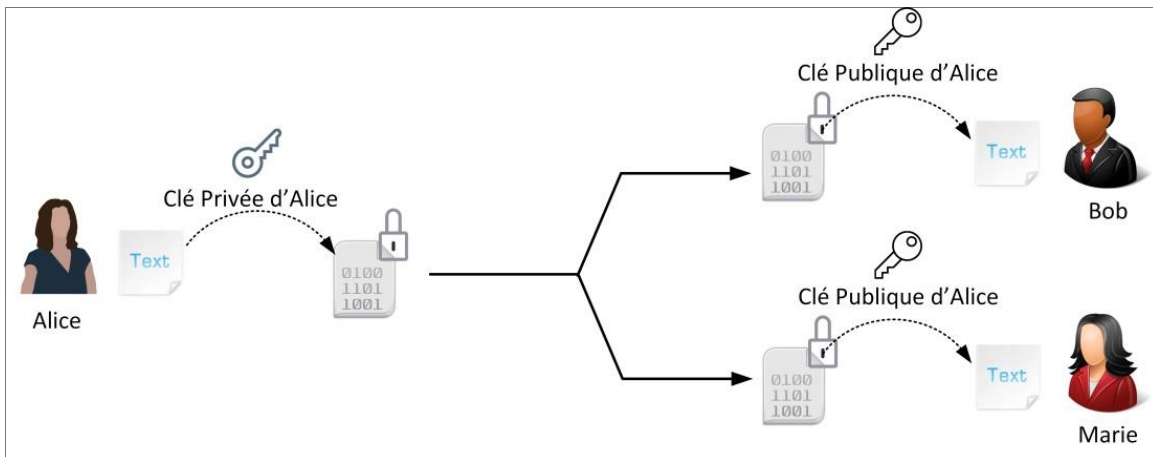 Clé Privée d'Alice
Text
0100
1101
1001
Alice
Clé Publique d'Alice
0100
1101
1001
Text
Bob
Clé Publique d'Alice
0100
1101
1001
Text
Marie